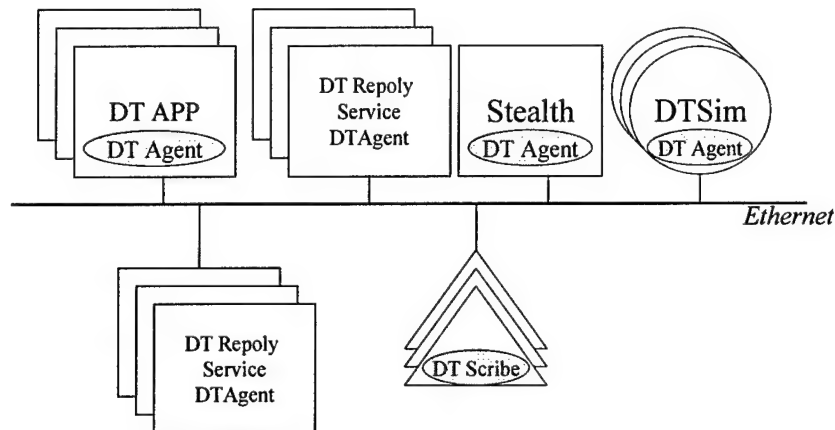 DT APP
DT Agent
DT Repoly
Service
DTAgent
Stealth
DT Agent
DTSim
DT Agent
Ethernet
DT Repoly
Service
DTAgent
DT Scribe